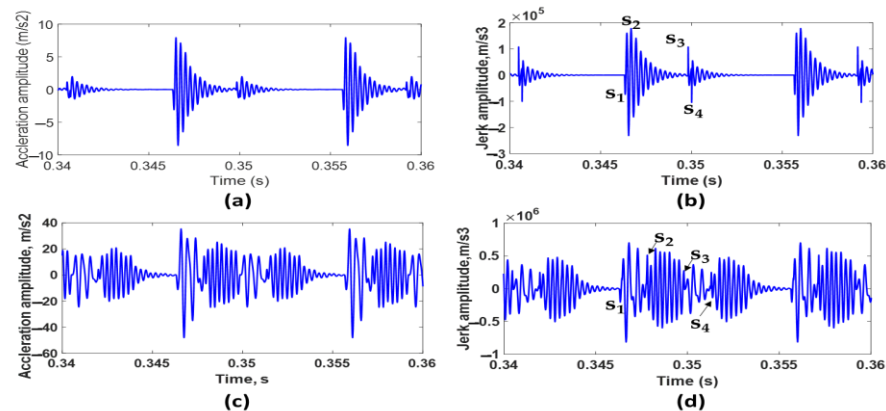 Accleration amplitude (m/s2)
10
5
0
−5
−10
0.34
0.345
0.35
0.355
0.36
Time (s)
(a)
Jerk amplitude,m/s3
2
×10⁵
1
0
−1
−2
−3
S₁
S₂
S₃
S₄
0.34
0.345
0.35
0.355
0.36
Time (s)
(b)
Accleration amplitude, m/s2
40
20
0
−20
−40
−60
0.34
0.345
0.35
0.355
0.36
Time, s
(c)
Jerk amplitude,m/s3
1
×10⁶
0.5
0
−0.5
−1
S₁
S₂
S₃
S₄
0.34
0.345
0.35
0.355
0.36
Time (s)
(d)